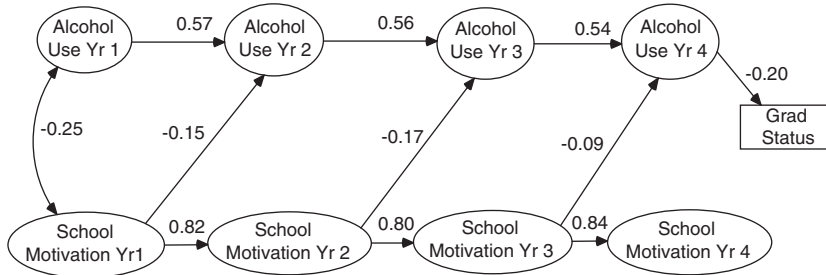 Alcohol
Use Yr 1
0.57
Alcohol
Use Yr 2
0.56
Alcohol
Use Yr 3
0.54
Alcohol
Use Yr 4
-0.20
Grad
Status
-0.25
-0.15
-0.17
-0.09
School
Motivation Yr1
0.82
School
Motivation Yr 2
0.80
School
Motivation Yr 3
0.84
School
Motivation Yr 4